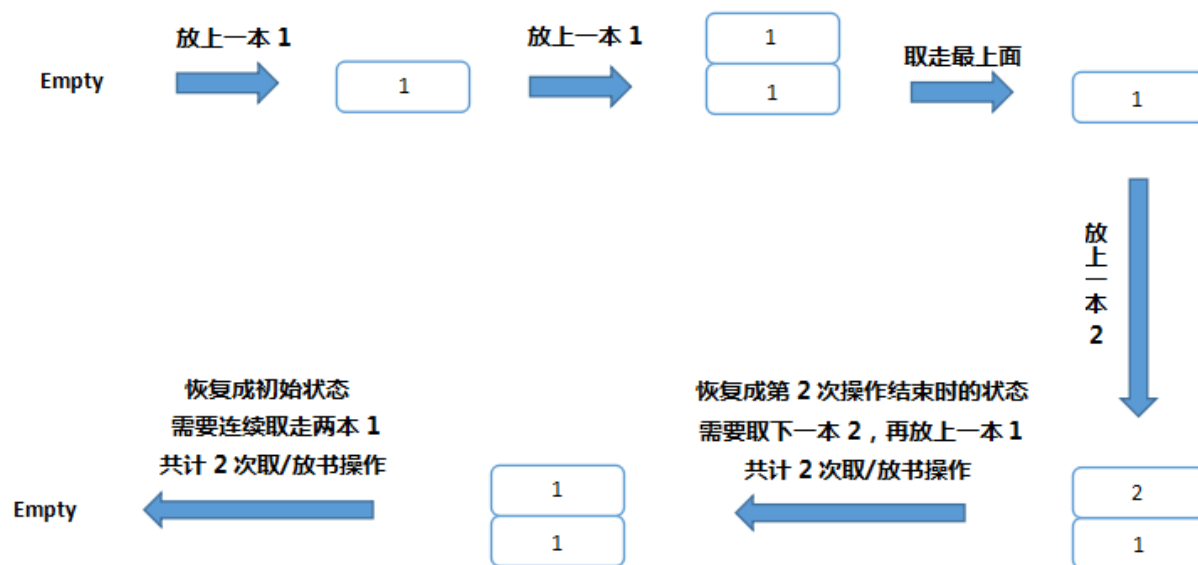 放上一本 1
放上一本 1
取走最上面
Empty
1
1
1
1
放
上
一
本
2
恢复成初始状态
需要连续取走两本 1
共计 2 次取/放书操作
恢复成第 2 次操作结束时的状态
需要取下一本 2，再放上一本 1
共计 2 次取/放书操作
Empty
1
1
2
1